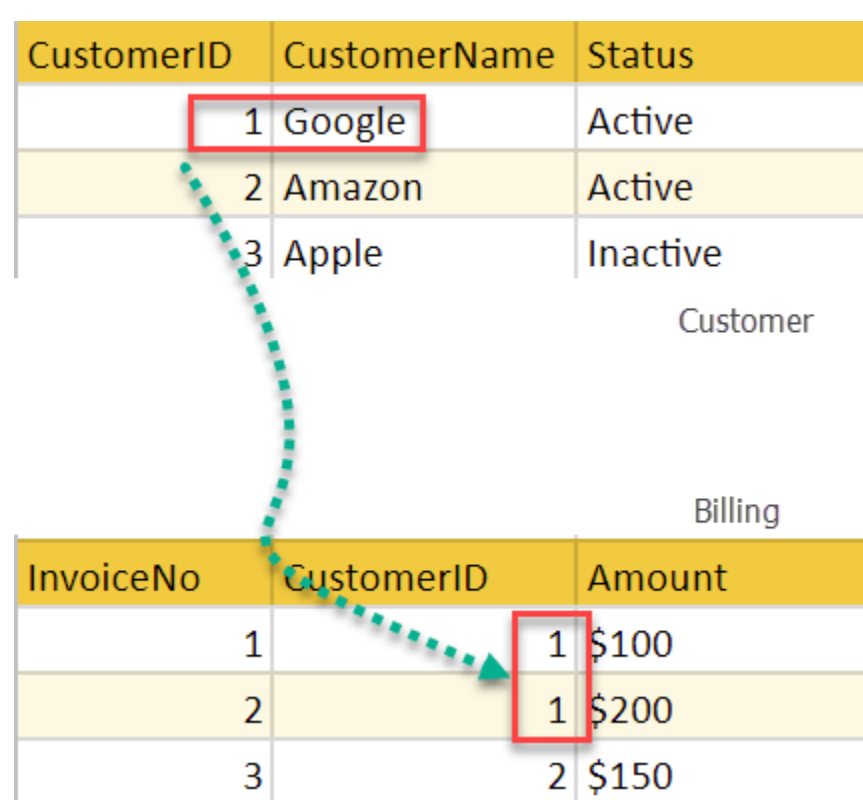 CustomerID CustomerName Status
1 Google Active
2 Amazon Active
3 Apple Inactive
Customer
Billing
InvoiceNo CustomerID Amount
1 1 $100
2 1 $200
3 2 $150